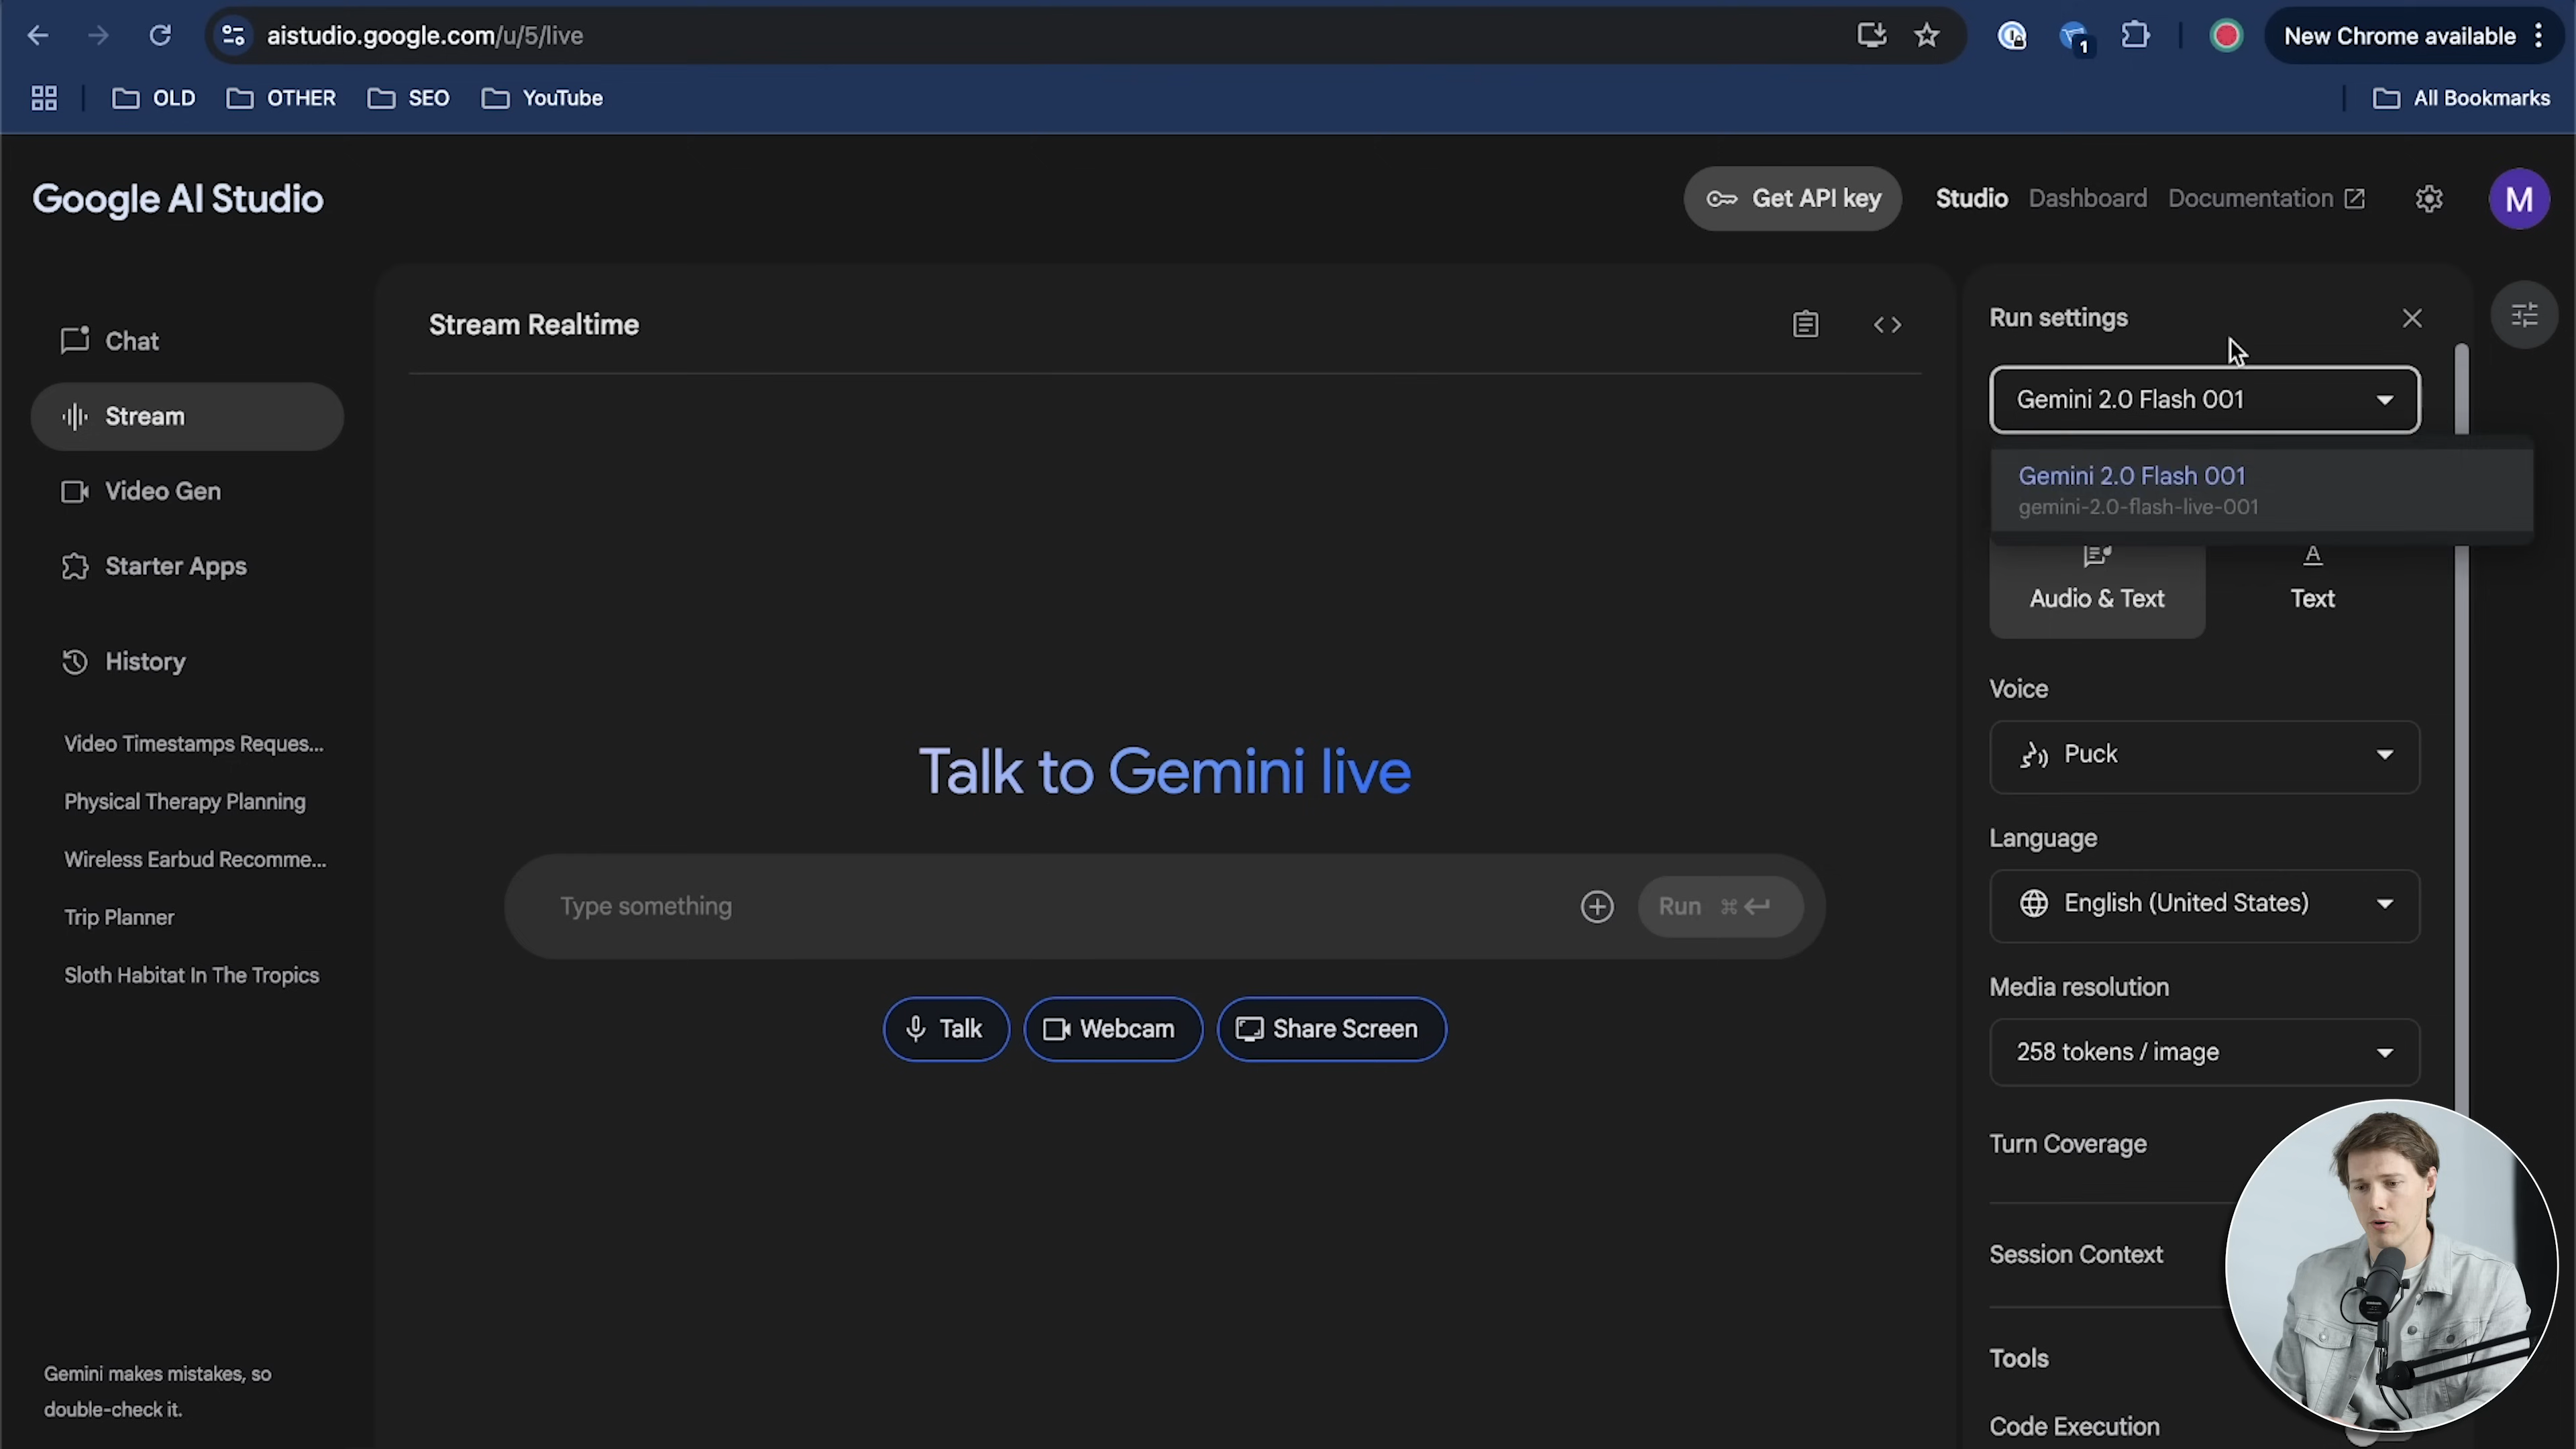 aistudio.google.com/u/5/live
New Chrome available
1
OLD
OTHER
SEO
YouTube
All Bookmarks
Google AI Studio
Get API key
Studio
Dashboard
Documentation
M
Chat
Stream
Video Gen
Starter Apps
History
Video Timestamps Reques...
Physical Therapy Planning
Wireless Earbud Recomme...
Trip Planner
Sloth Habitat In The Tropics
Gemini makes mistakes, so
double-check it.
Stream Realtime
Talk to Gemini live
Type something
Run ⌘
Talk
Webcam
Share Screen
Run settings
Gemini 2.0 Flash 001
Gemini 2.0 Flash 001
gemini-2.0-flash-live-001
Audio & Text
A
Text
Voice
Puck
Language
English (United States)
Media resolution
258 tokens / image
Turn Coverage
Session Context
Tools
Code Execution